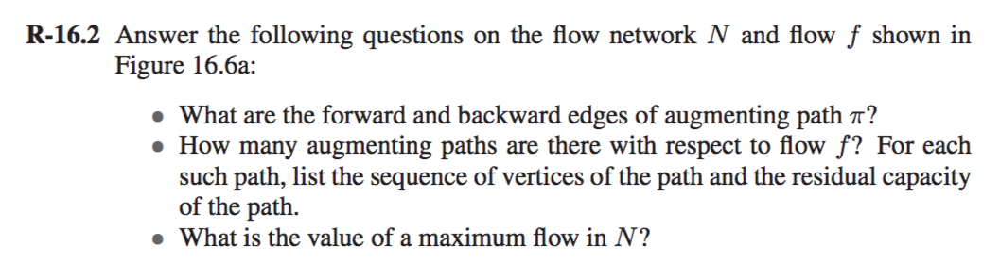 R-16.2 Answer the following questions on the flow network N and flow f shown in
Figure 16.6a:
• What are the forward and backward edges of augmenting path π?
• How many augmenting paths are there with respect to flow f? For each
such path, list the sequence of vertices of the path and the residual capacity
of the path.
• What is the value of a maximum flow in N?